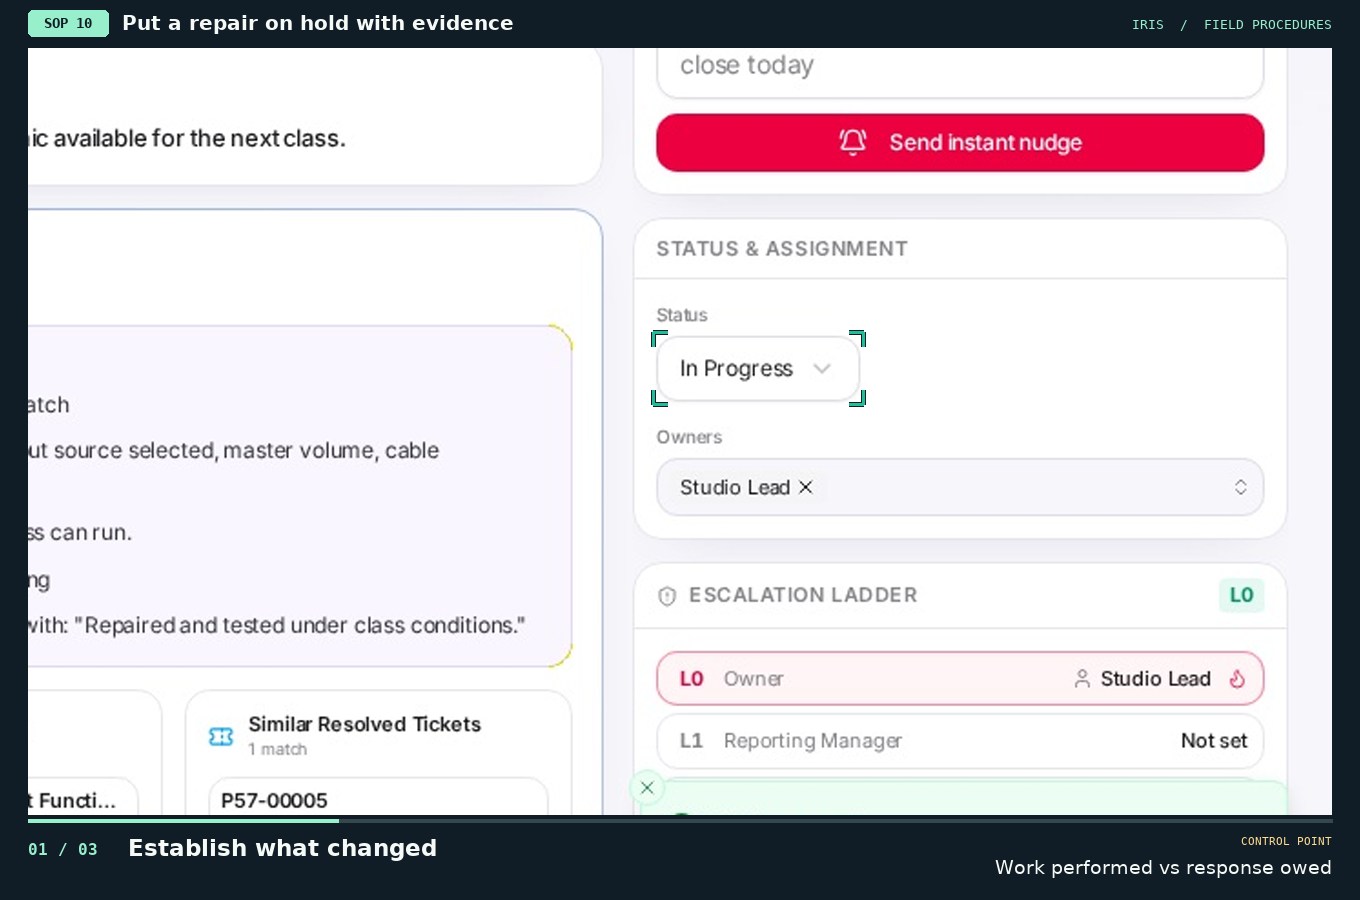 SOP 10 Put a repair on hold with evidence
IRIS / FIELD PROCEDURES
ic available for the next class.
atch
ut source selected, master volume, cable
ss can run.
ng
with: "Repaired and tested under class conditions."
t Functi...
Similar Resolved Tickets
1 match
P57-00005
close today
Send instant nudge
STATUS & ASSIGNMENT
Status
In Progress
Owners
Studio Lead
ESCALATION LADDER L0
L0 Owner Studio Lead
L1 Reporting Manager Not set
01 / 03 Establish what changed
CONTROL POINT
Work performed vs response owed